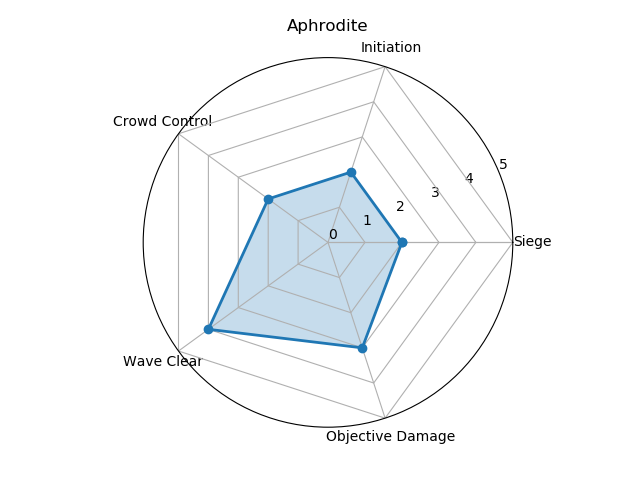 Aphrodite
Initiation
Crowd Control
5
4
3
2
1
0
Siege
Wave Clear
Objective Damage